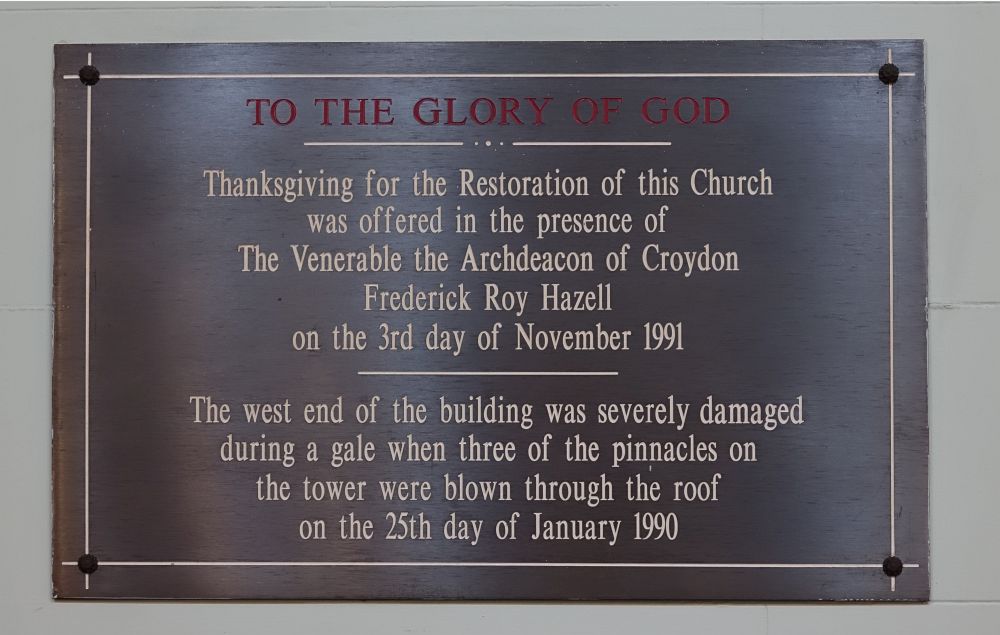 TO THE GLORY OF GOD
Thanksgiving for the Restoration of this Church
was offered in the presence of
The Venerable the Archdeacon of Croydon
Frederick Roy Hazell
on the 3rd day of November 1991
The west end of the building was severely damaged
during a gale when three of the pinnacles on
the tower were blown through the roof
on the 25th day of January 1990